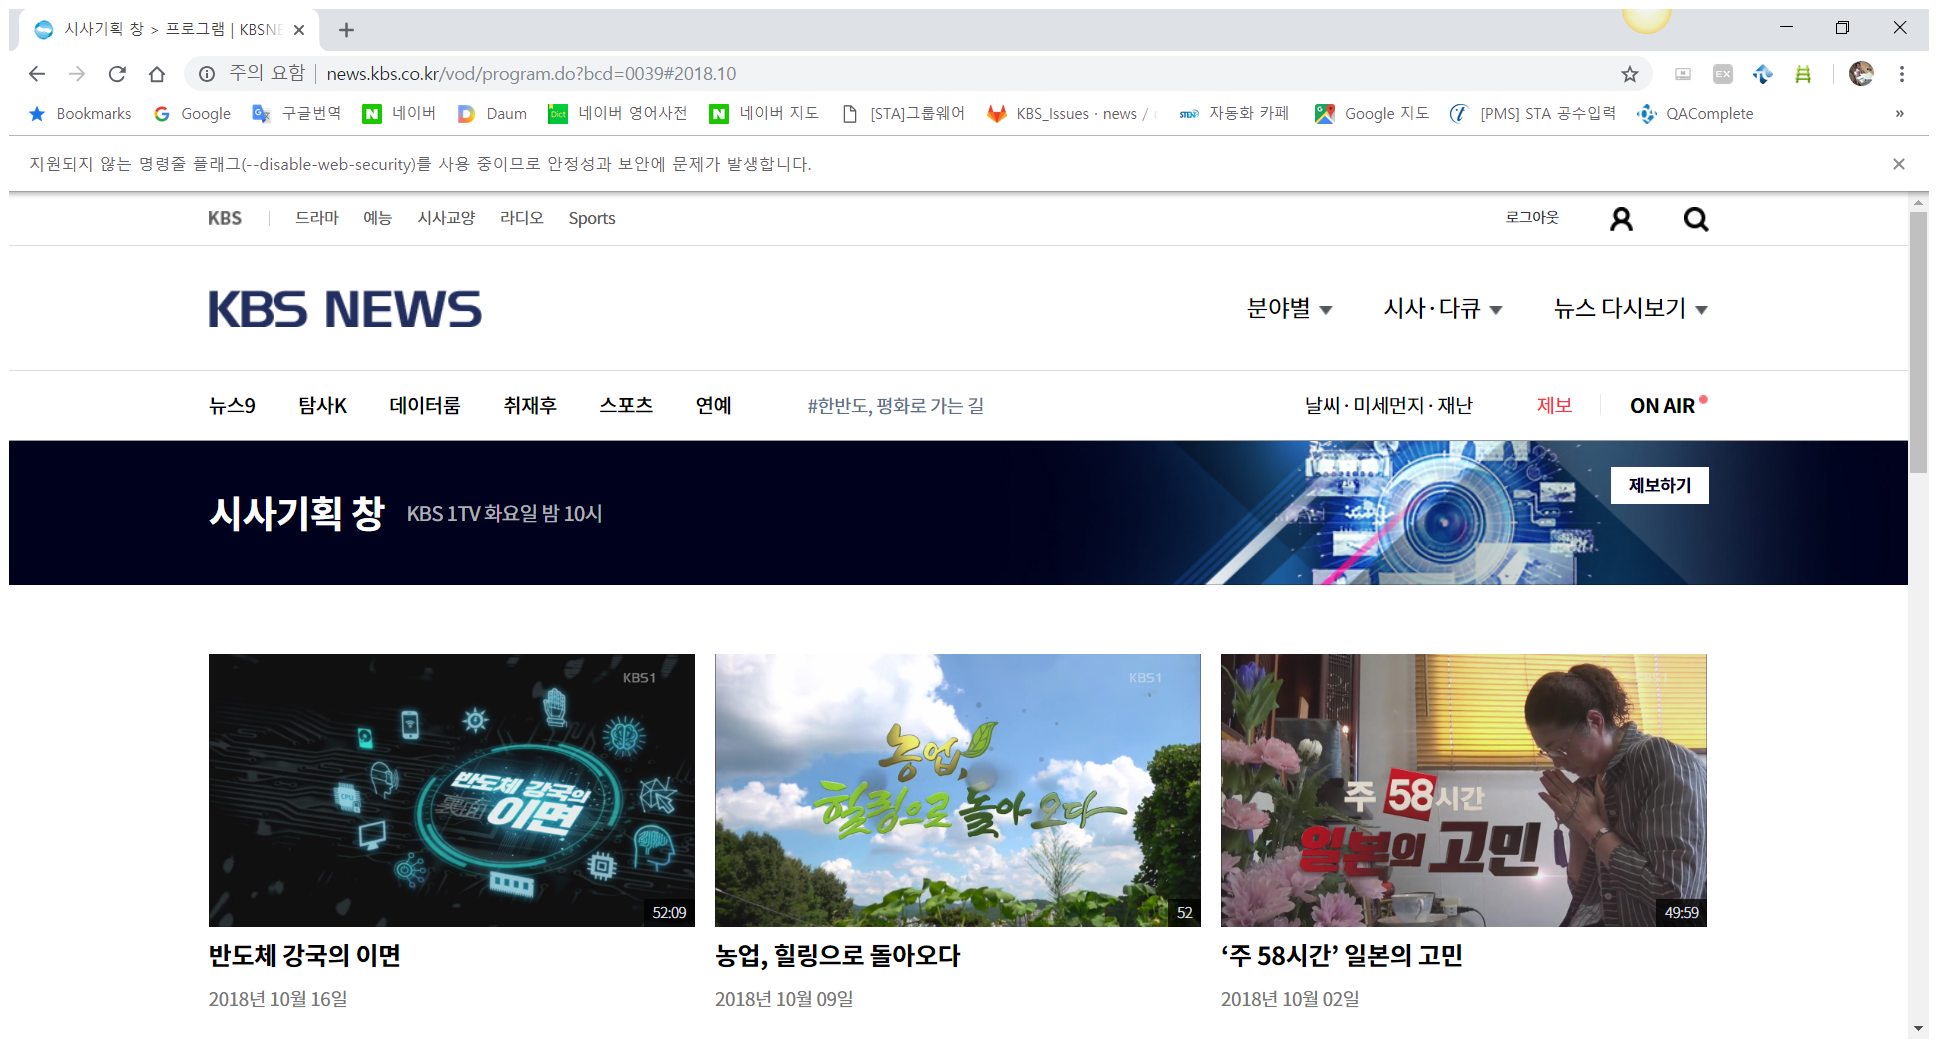 시사기획 창 > 프로그램 | KBSNE
주의 요함 | news.kbs.co.kr/vod/program.do?bcd=0039#2018.10
EX
Bookmarks Google 구글번역 네이버 Daum 네이버 영어사전 네이버 지도 [STA]그룹웨어 KBS_Issues · news / 자동화 카페 Google 지도 [PMS] STA 공수입력 QAComplete »
지원되지 않는 명령줄 플래그(--disable-web-security)를 사용 중이므로 안정성과 보안에 문제가 발생합니다.
KBS 드라마 예능 시사교양 라디오 Sports 로그아웃
KBS NEWS 분야별 시사·다큐 뉴스 다시보기
뉴스9 탐사K 데이터룸 취재후 스포츠 연예 #한반도, 평화로 가는 길 날씨·미세먼지·재난 제보 ON AIR
제보하기
시사기획 창 KBS 1TV 화요일 밤 10시
KBS1
반도체 강국의
裏面 이면
52:09
반도체 강국의 이면
2018년 10월 16일
KBS1
농업,
힐링으로 돌아오다
52
농업, 힐링으로 돌아오다
2018년 10월 09일
주 58시간
일본의 고민
49:59
‘주 58시간’ 일본의 고민
2018년 10월 02일